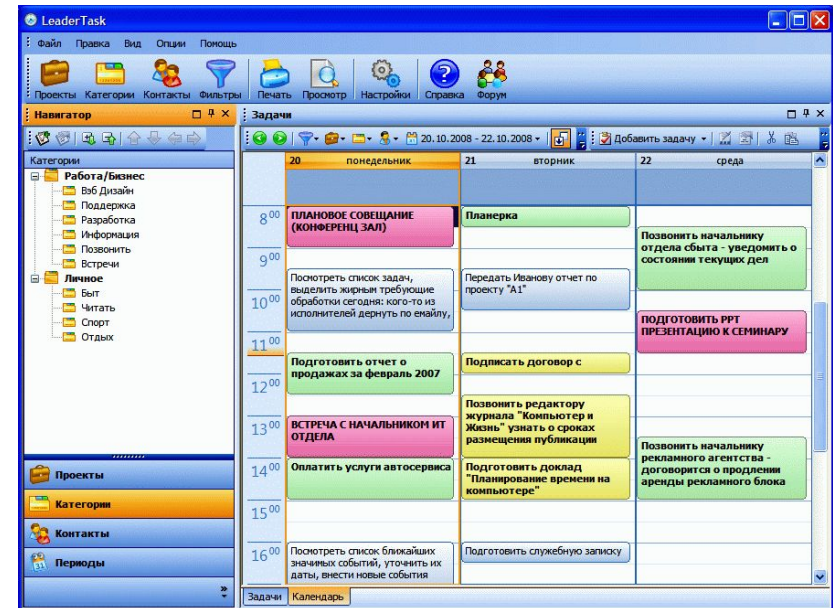 LeaderTask
Файл Правка Вид Опции Помощь
Проекты Категории Контакты Фильтры Печать Просмотр Настройки Справка Форум
Навигатор
Задачи
20.10.2008 - 22.10.2008
Добавить задачу
Категории
Работа/Бизнес
Вэб Дизайн
Поддержка
Разработка
Информация
Позвонить
Встречи
Личное
Быт
Читать
Спорт
Отдых
Проекты
Категории
Контакты
Периоды
20 понедельник
21 вторник
22 среда
8 00
9 00
10 00
11 00
12 00
13 00
14 00
15 00
16 00
ПЛАНОВОЕ СОВЕЩАНИЕ
(КОНФЕРЕНЦ ЗАЛ)
Посмотреть список задач,
выделить жирным требующие
обработки сегодня: кого-то из
исполнителей дернуть по емайлу,
Подготовить отчет о
продажах за февраль 2007
ВСТРЕЧА С НАЧАЛЬНИКОМ ИТ
ОТДЕЛА
Оплатить услуги автосервиса
Посмотреть список ближайших
значимых событий, уточнить их
даты, внести новые события
Планерка
Передать Иванову отчет по
проекту "А1"
Подписать договор с
Позвонить редактору
журнала "Компьютер и
Жизнь" узнать о сроках
размещения публикации
Подготовить доклад
"Планирование времени на
компьютере"
Подготовить служебную записку
Позвонить начальнику
отдела сбыта - уведомить о
состоянии текущих дел
ПОДГОТОВИТЬ РРТ
ПРЕЗЕНТАЦИЮ К СЕМИНАРУ
Позвонить начальнику
рекламного агентства -
договорится о продлении
аренды рекламного блока
Задачи Календарь